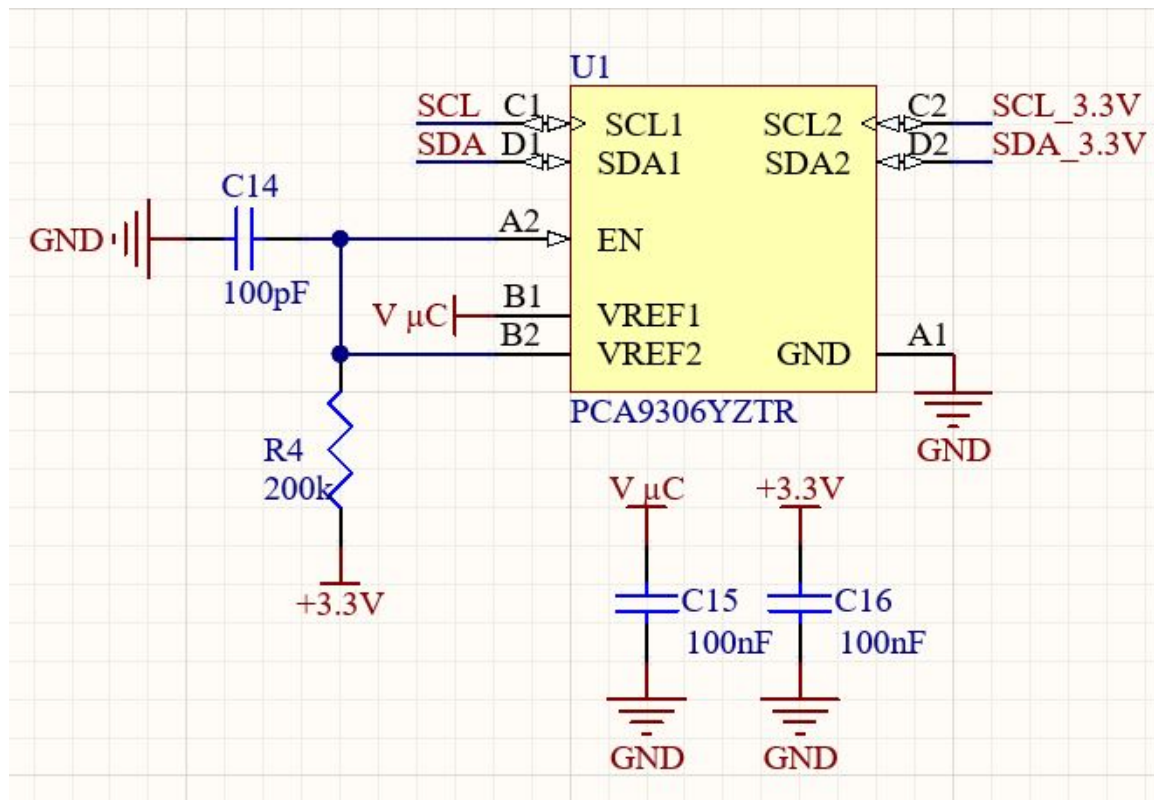 U1
SCL C1 SCL1 SCL2 C2 SCL_3.3V
SDA D1 SDA1 SDA2 D2 SDA_3.3V
C14
GND A2 EN
100pF
V µC B1 VREF1
B2 VREF2 GND A1
PCA9306YZTR
GND
R4
200k
V µC +3.3V
+3.3V
C15 C16
100nF 100nF
GND GND